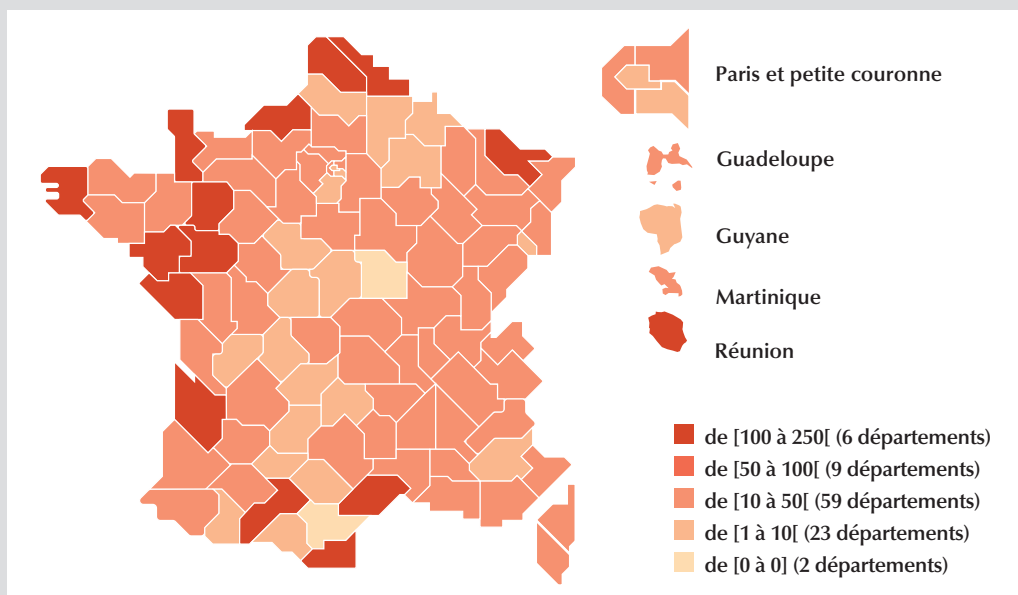 Paris et petite couronne
Guadeloupe
Guyane
Martinique
Réunion
de [100 à 250[ (6 départements)
de [50 à 100[ (9 départements)
de [10 à 50[ (59 départements)
de [1 à 10[ (23 départements)
de [0 à 0] (2 départements)